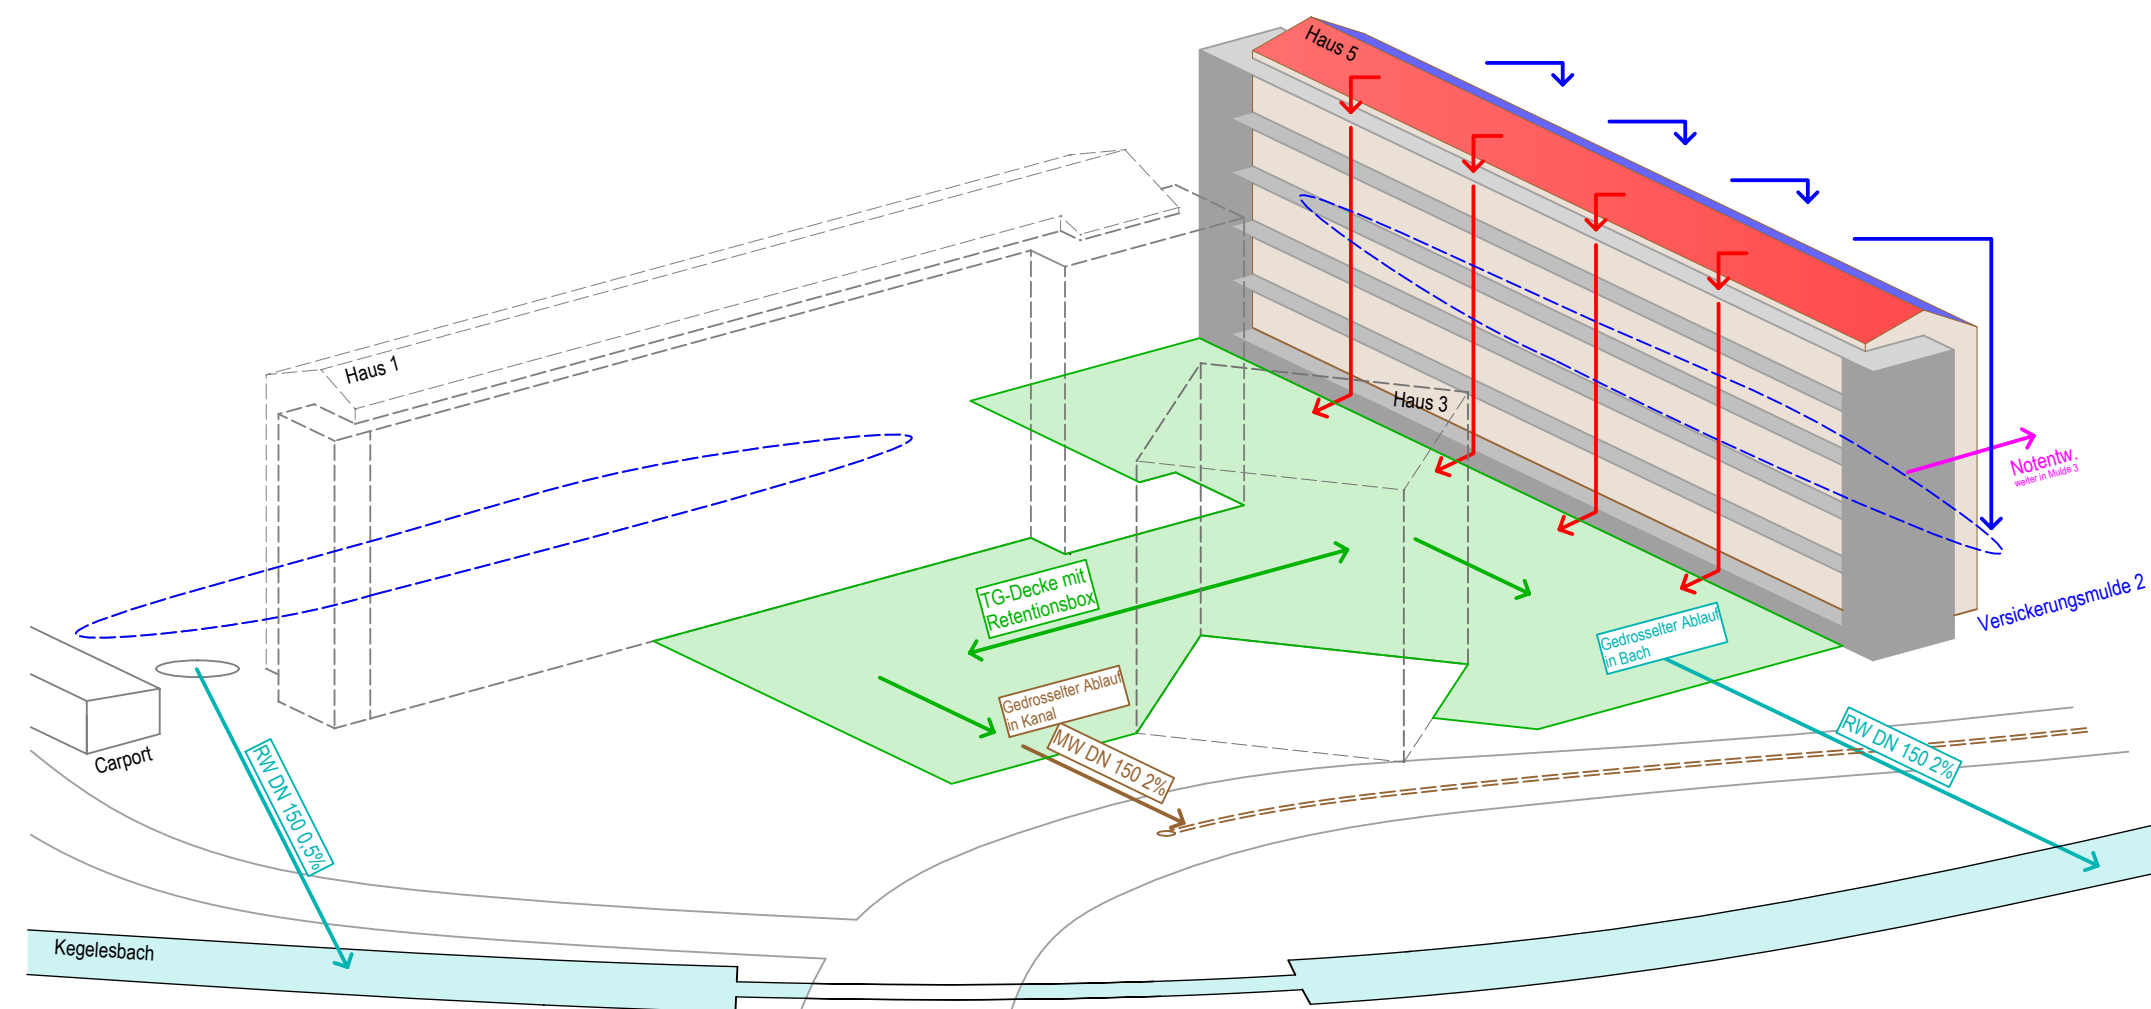 Haus 5
Haus 1
Haus 3
Notentw.
weiter in Mulde 3
TG-Decke mit
Retentionsbox
Versickerungsmulde 2
Gedrosselter Ablauf
in Bach
Gedrosselter Ablauf
in Kanal
MW DN 150 2%
RW DN 150 2%
Carport
RW DN 150 0,5%
Kegelesbach